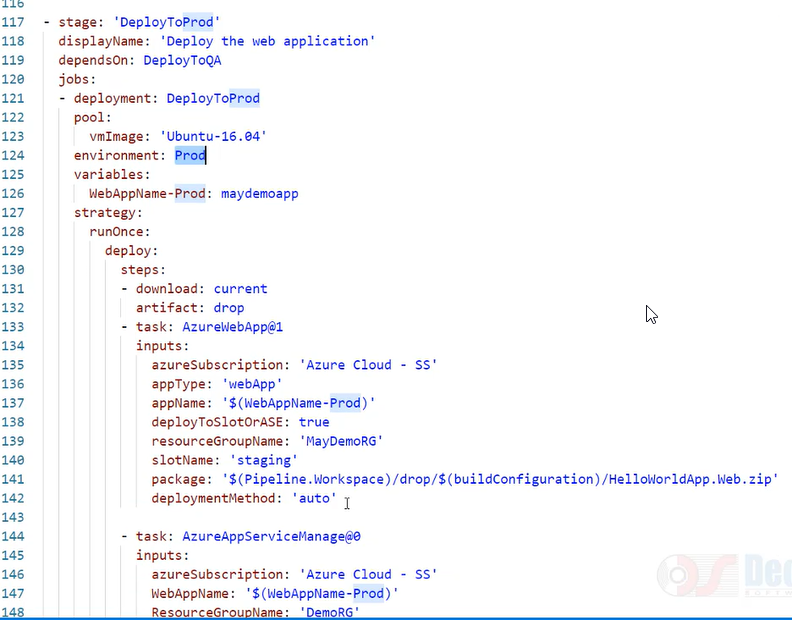 116
117 - stage: 'DeployToProd'
118 displayName: 'Deploy the web application'
119 dependsOn: DeployToQA
120 jobs:
121 - deployment: DeployToProd
122 pool:
123 vmImage: 'Ubuntu-16.04'
124 environment: Prod
125 variables:
126 WebAppName-Prod: maydemoapp
127 strategy:
128 runOnce:
129 deploy:
130 steps:
131 - download: current
132 artifact: drop
133 - task: AzureWebApp@1
134 inputs:
135 azureSubscription: 'Azure Cloud - SS'
136 appType: 'webApp'
137 appName: '$(WebAppName-Prod)'
138 deployToSlotOrASE: true
139 resourceGroupName: 'MayDemoRG'
140 slotName: 'staging'
141 package: '$(Pipeline.Workspace)/drop/$(buildConfiguration)/HelloWorldApp.Web.zip'
142 deploymentMethod: 'auto'
143
144 - task: AzureAppServiceManage@0
145 inputs:
146 azureSubscription: 'Azure Cloud - SS'
147 WebAppName: '$(WebAppName-Prod)'
148 ResourceGroupName: 'DemoRG'